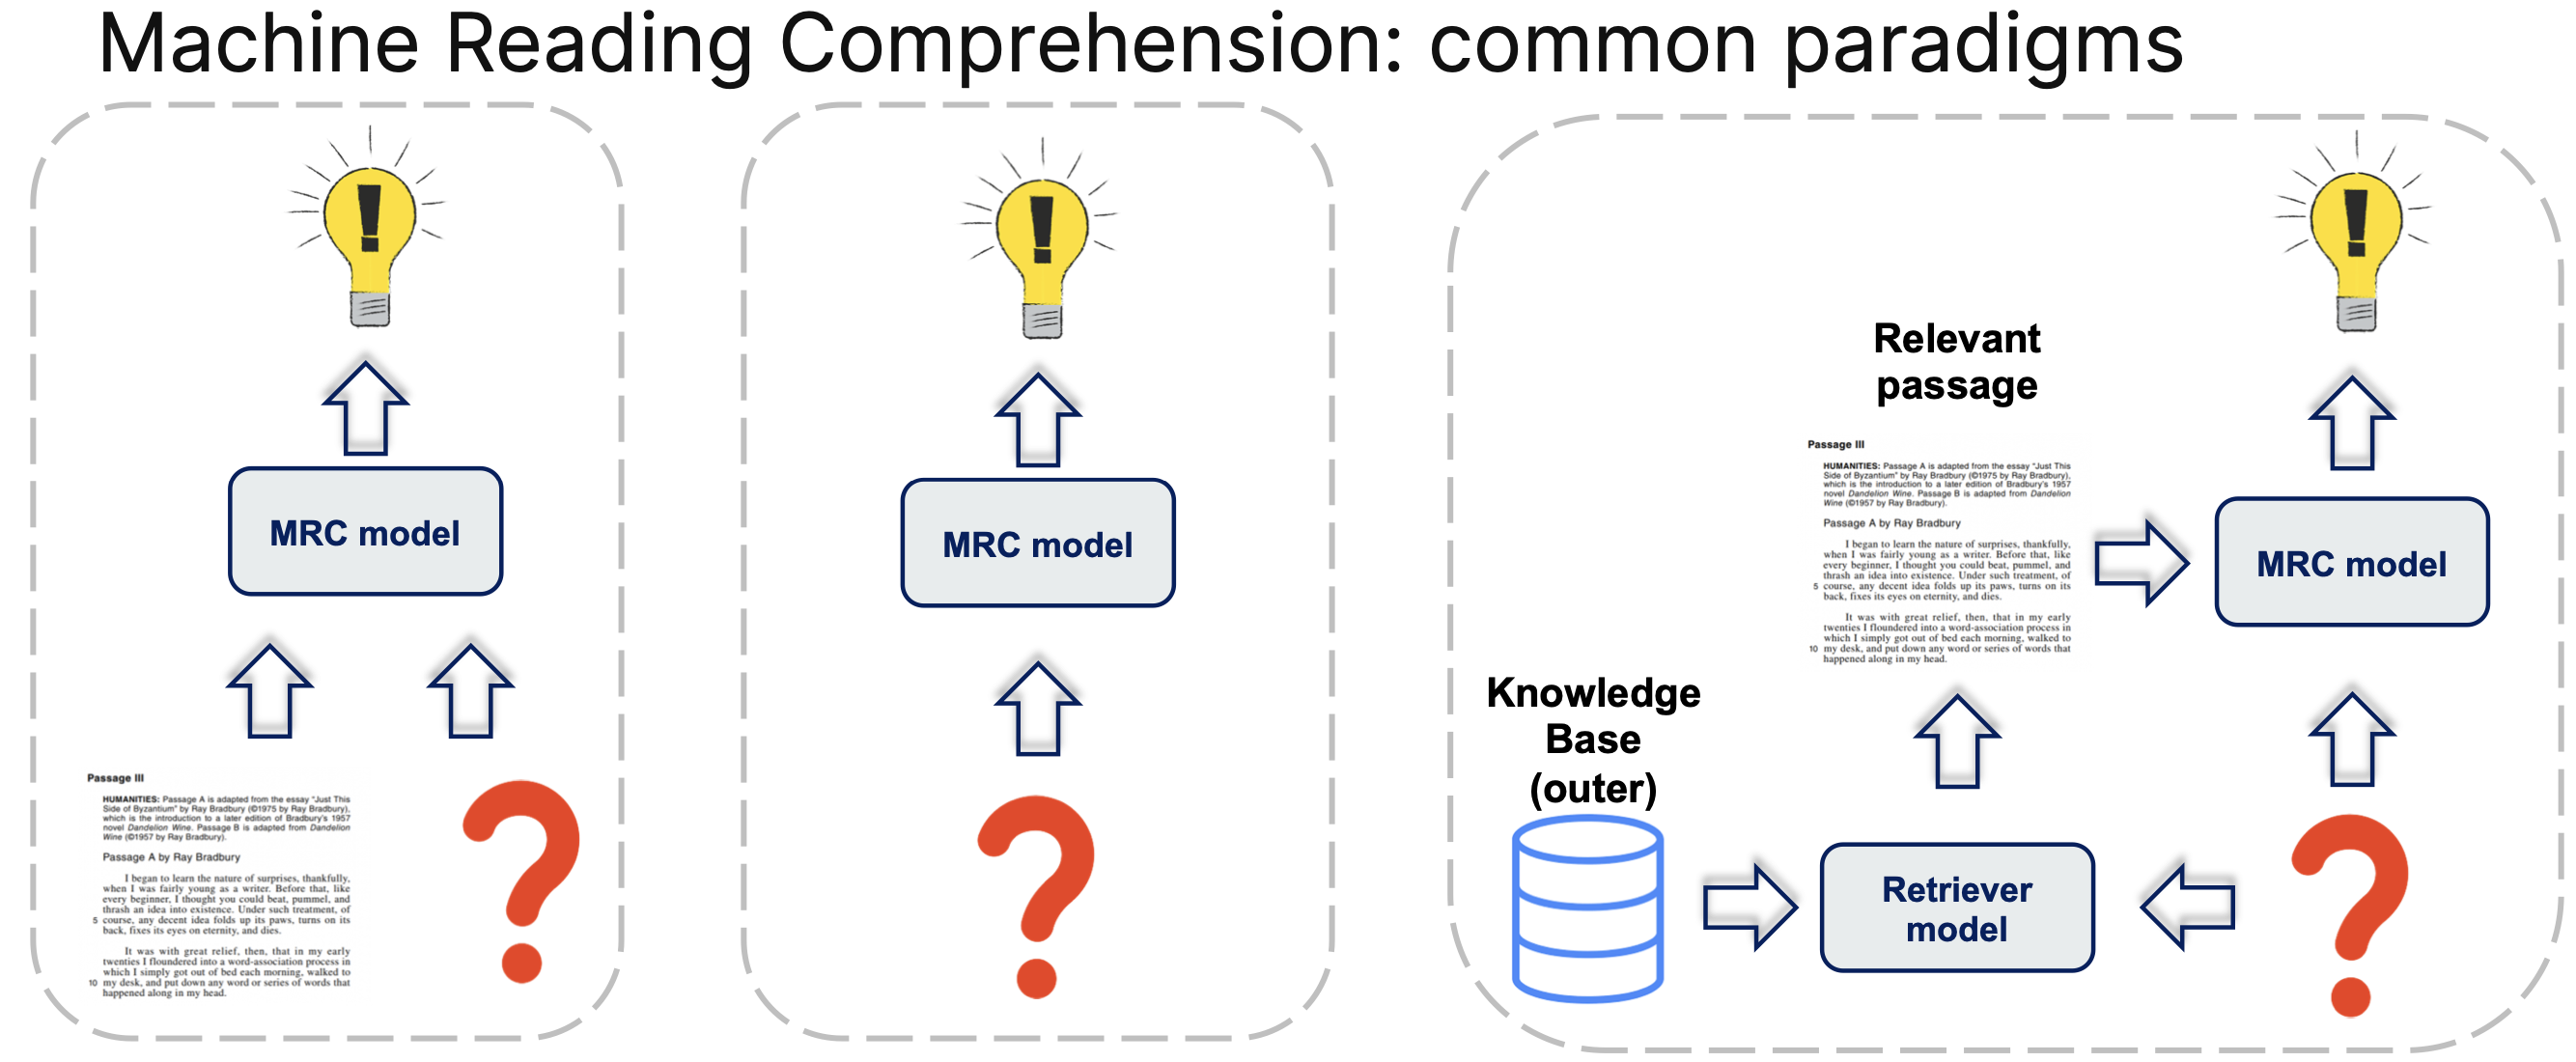 Machine Reading Comprehension: common paradigms
MRC model
Passage III
HUMANITIES: Passage A is adapted from the essay "Just This
Side of Byzantium" by Ray Bradbury (©1975 by Ray Bradbury),
which is the introduction to a later edition of Bradbury's 1957
novel Dandelion Wine. Passage B is adapted from Dandelion
Wine (©1957 by Ray Bradbury).
Passage A by Ray Bradbury
I began to learn the nature of surprises, thankfully,
when I was fairly young as a writer. Before that, like
every beginner, I thought you could beat, pummel, and
thrash an idea into existence. Under such treatment, of
5 course, any decent idea folds up its paws, turns on its
back, fixes its eyes on eternity, and dies.
It was with great relief, then, that in my early
twenties I floundered into a word-association process in
which I simply got out of bed each morning, walked to
10 my desk, and put down any word or series of words that
happened along in my head.
MRC model
Relevant
passage
Passage III
HUMANITIES: Passage A is adapted from the essay "Just This
Side of Byzantium" by Ray Bradbury (©1975 by Ray Bradbury),
which is the introduction to a later edition of Bradbury's 1957
novel Dandelion Wine. Passage B is adapted from Dandelion
Wine (©1957 by Ray Bradbury).
Passage A by Ray Bradbury
I began to learn the nature of surprises, thankfully,
when I was fairly young as a writer. Before that, like
every beginner, I thought you could beat, pummel, and
thrash an idea into existence. Under such treatment, of
5 course, any decent idea folds up its paws, turns on its
back, fixes its eyes on eternity, and dies.
It was with great relief, then, that in my early
twenties I floundered into a word-association process in
which I simply got out of bed each morning, walked to
10 my desk, and put down any word or series of words that
happened along in my head.
MRC model
Knowledge
Base
(outer)
Retriever
model